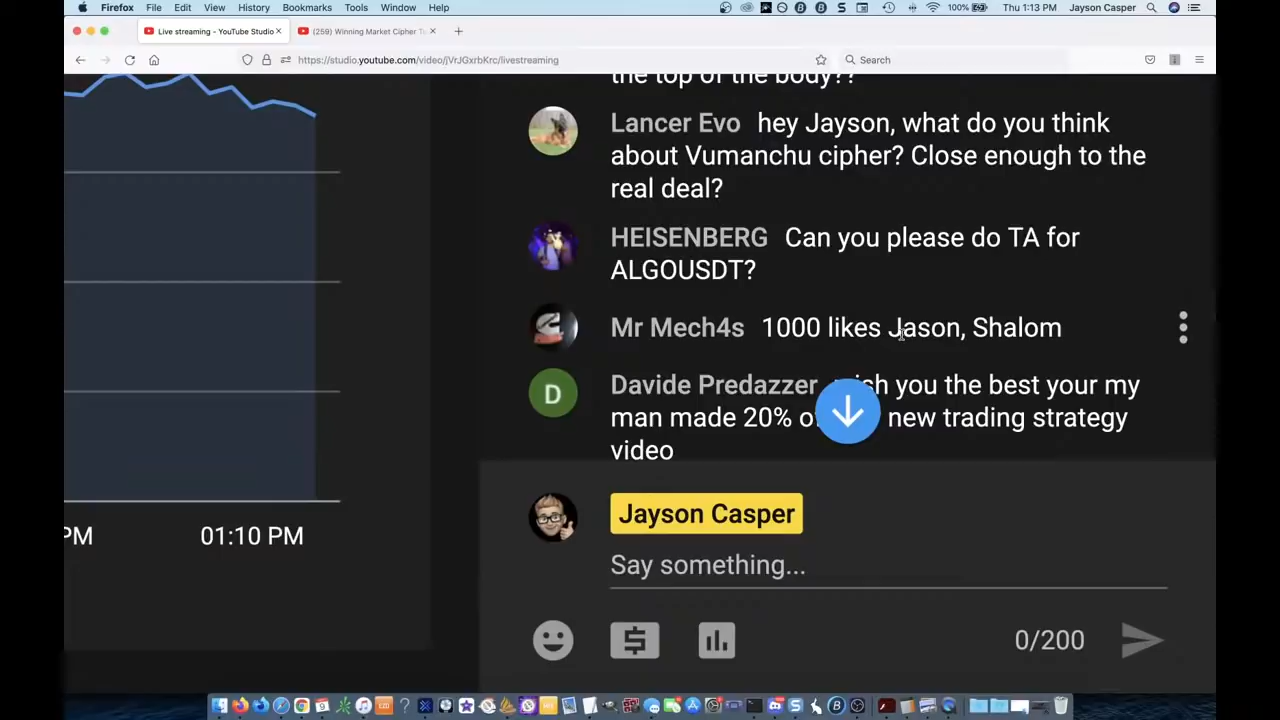 Firefox File Edit View History Bookmarks Tools Window Help 100% Thu 1:13 PM Jayson Casper
Live streaming - YouTube Studio
(259) Winning Market Cipher
https://studio.youtube.com/video/jVrJGxrbKrc/livestreaming
Search
the top of the body??
Lancer Evo hey Jayson, what do you think
about Vumanchu cipher? Close enough to the
real deal?
HEISENBERG Can you please do TA for
ALGOUSDT?
Mr Mech4s 1000 likes Jason, Shalom
Davide Predazzer you the best your my
man made 20% new trading strategy
video
Jayson Casper
Say something...
PM
01:10 PM
0/200